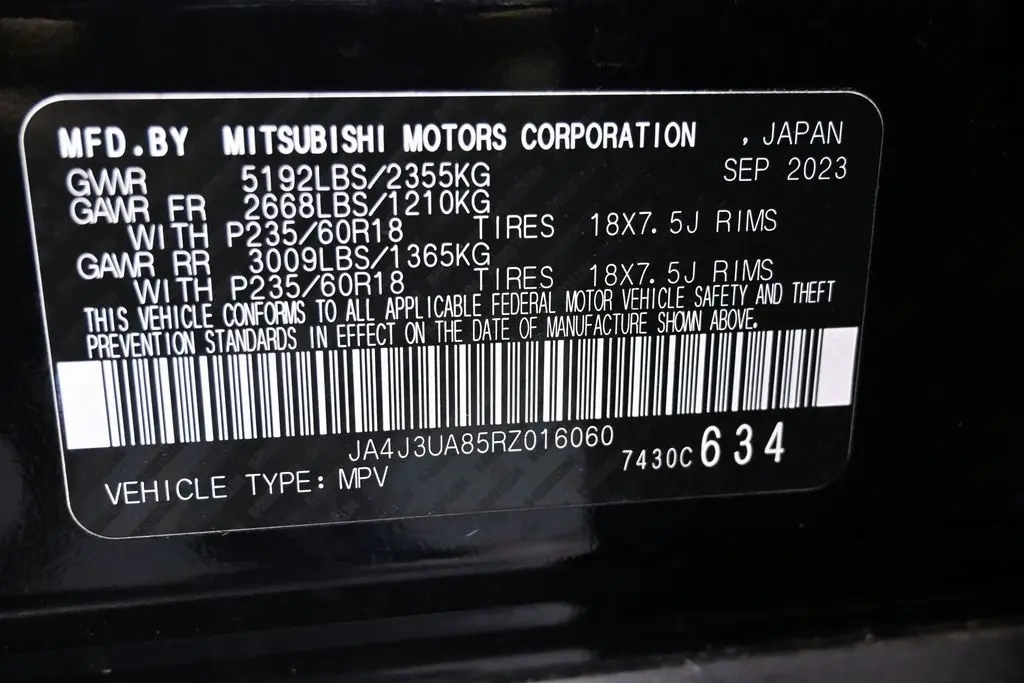 MFD.BY MITSUBISHI MOTORS CORPORATION , JAPAN
GVWR 5192LBS/2355KG SEP 2023
GAWR FR 2668LBS/1210KG
WITH P235/60R18 TIRES 18X7.5J RIMS
GAWR RR 3009LBS/1365KG
WITH P235/60R18 TIRES 18X7.5J RIMS
THIS VEHICLE CONFORMS TO ALL APPLICABLE FEDERAL MOTOR VEHICLE SAFETY AND THEFT
PREVENTION STANDARDS IN EFFECT ON THE DATE OF MANUFACTURE SHOWN ABOVE.
JA4J3UA85RZ016060
7430C634
VEHICLE TYPE: MPV